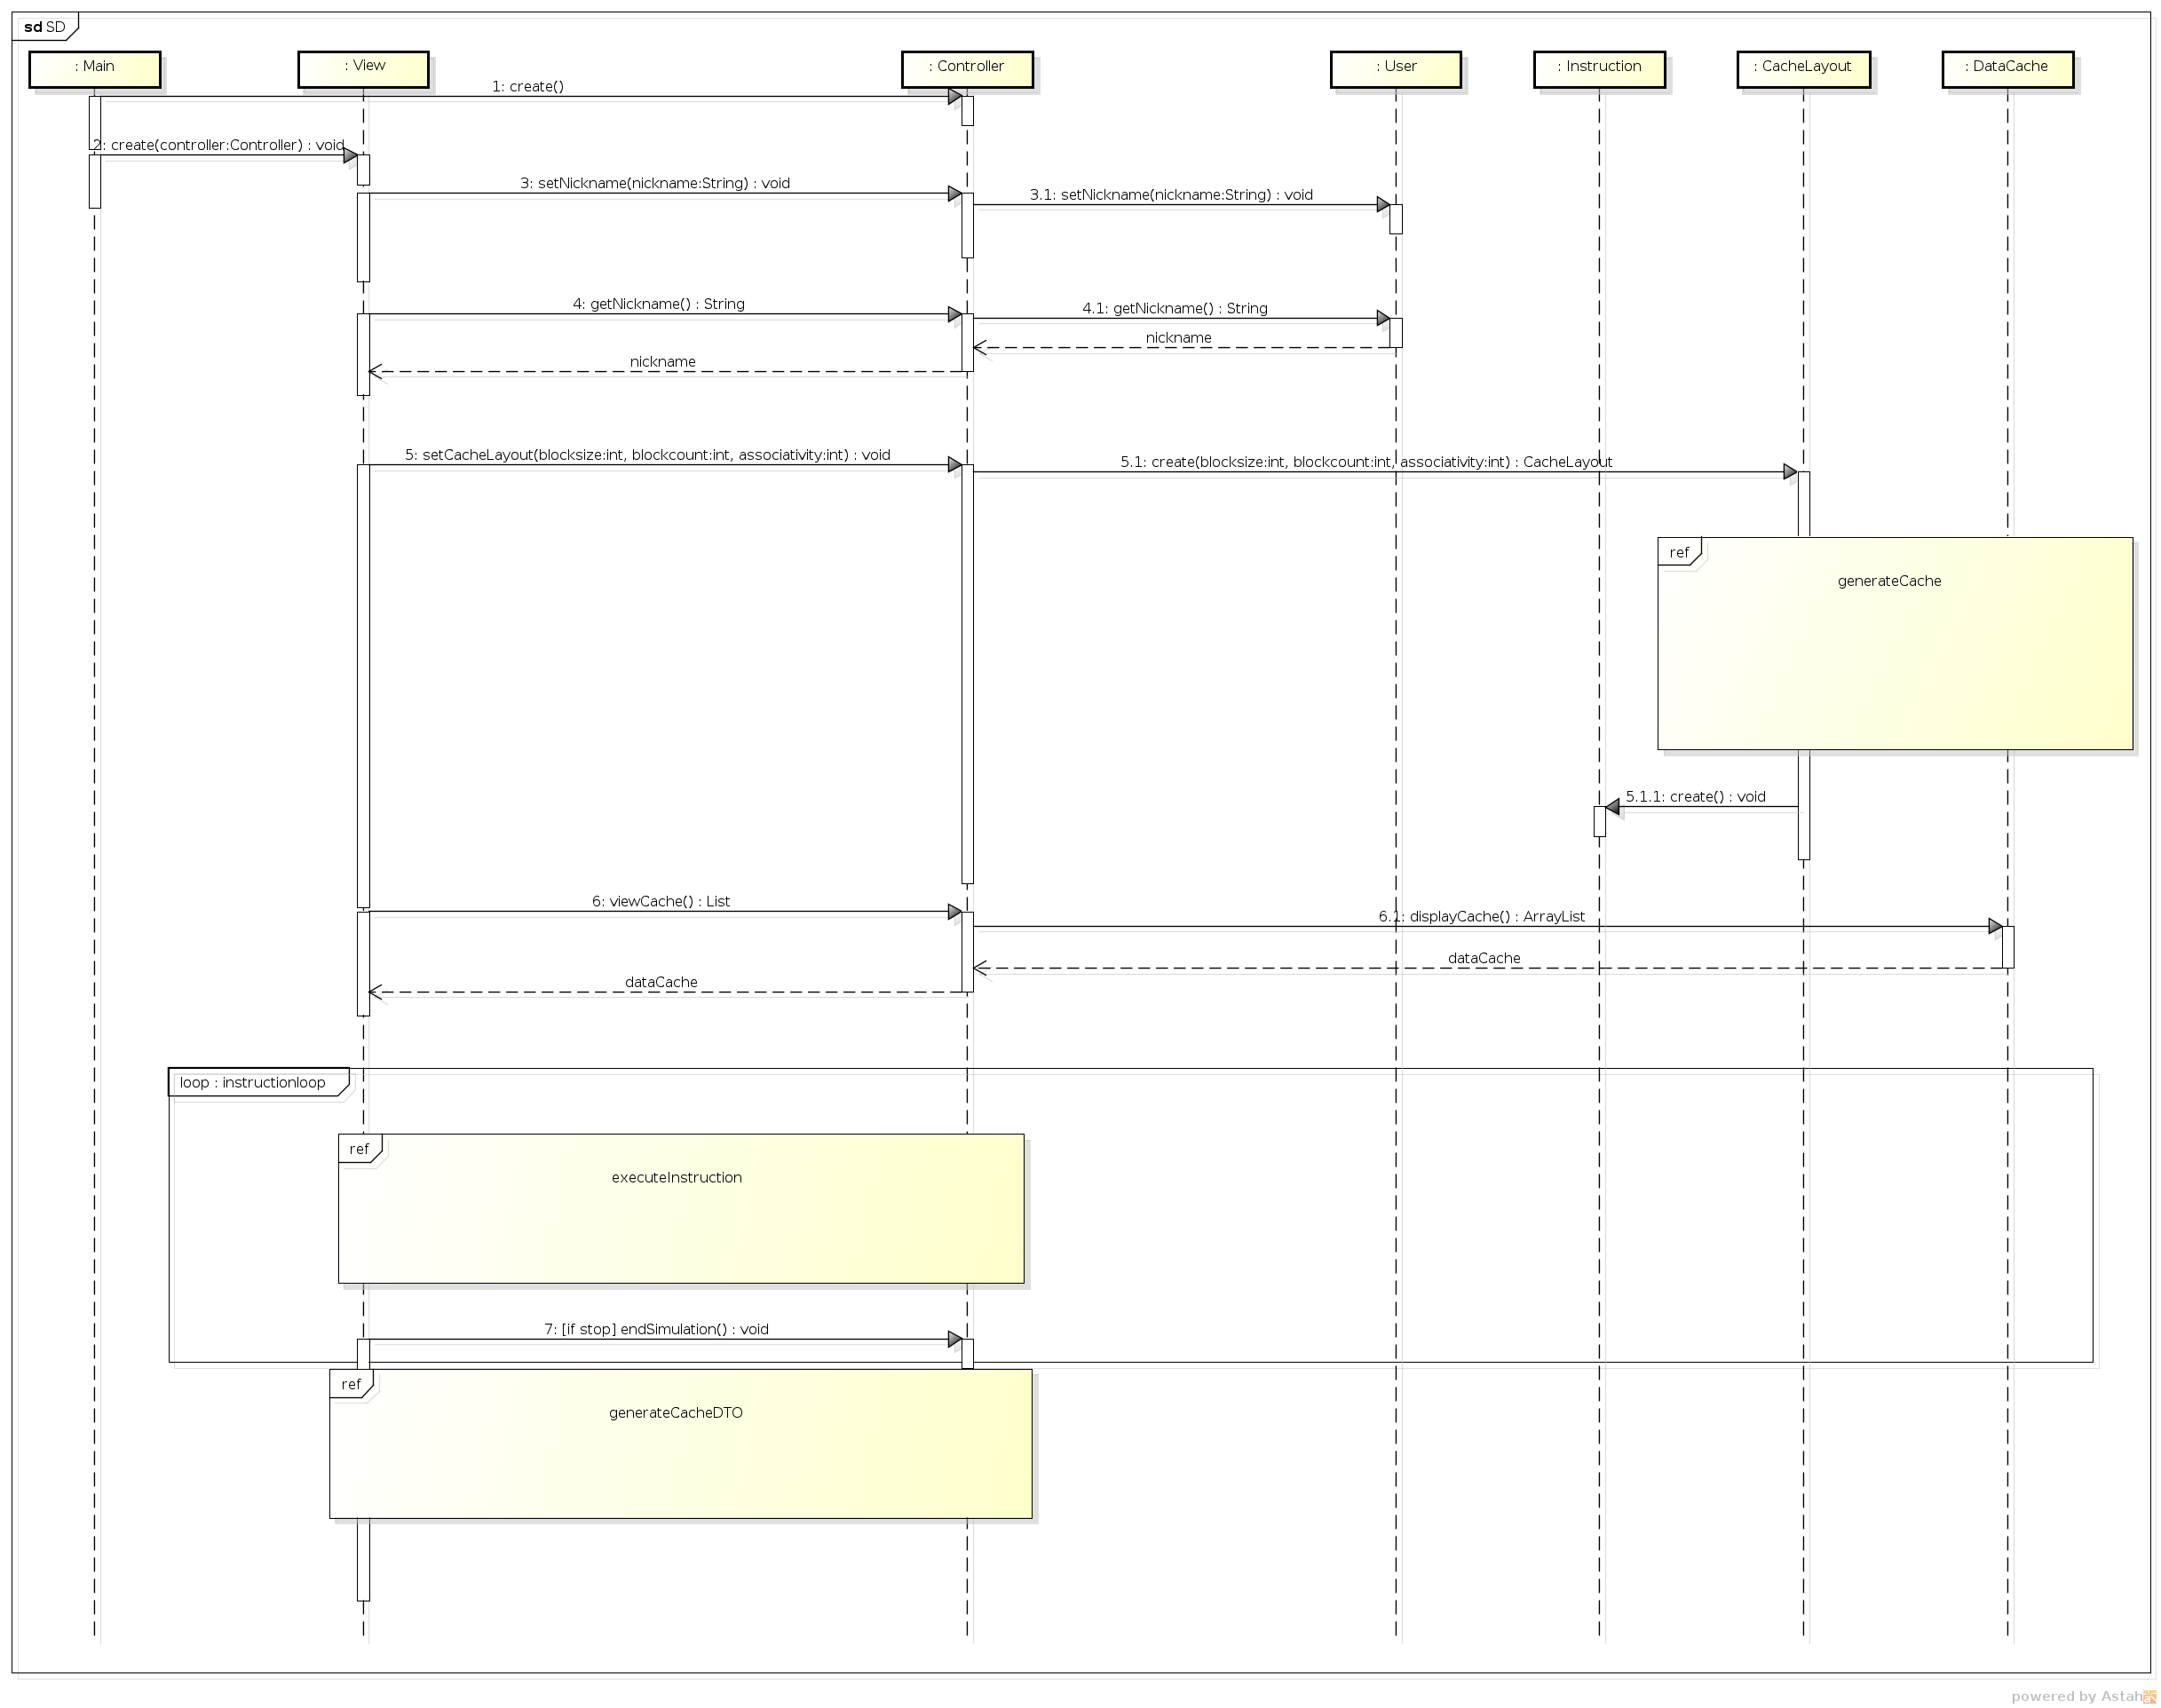 sd SD
: Main
: View
: Controller
: User
: Instruction
: CacheLayout
: DataCache
1: create()
2: create(controller:Controller) : void
3: setNickname(nickname:String) : void
3.1: setNickname(nickname:String) : void
4: getNickname() : String
4.1: getNickname() : String
nickname
nickname
5: setCacheLayout(blocksize:int, blockcount:int, associativity:int) : void
5.1: create(blocksize:int, blockcount:int, associativity:int) : CacheLayout
ref
generateCache
5.1.1: create() : void
6: viewCache() : List
6.1: displayCache() : ArrayList
dataCache
dataCache
loop : instructionloop
ref
executeInstruction
7: [if stop] endSimulation() : void
ref
generateCacheDTO
powered by Astah